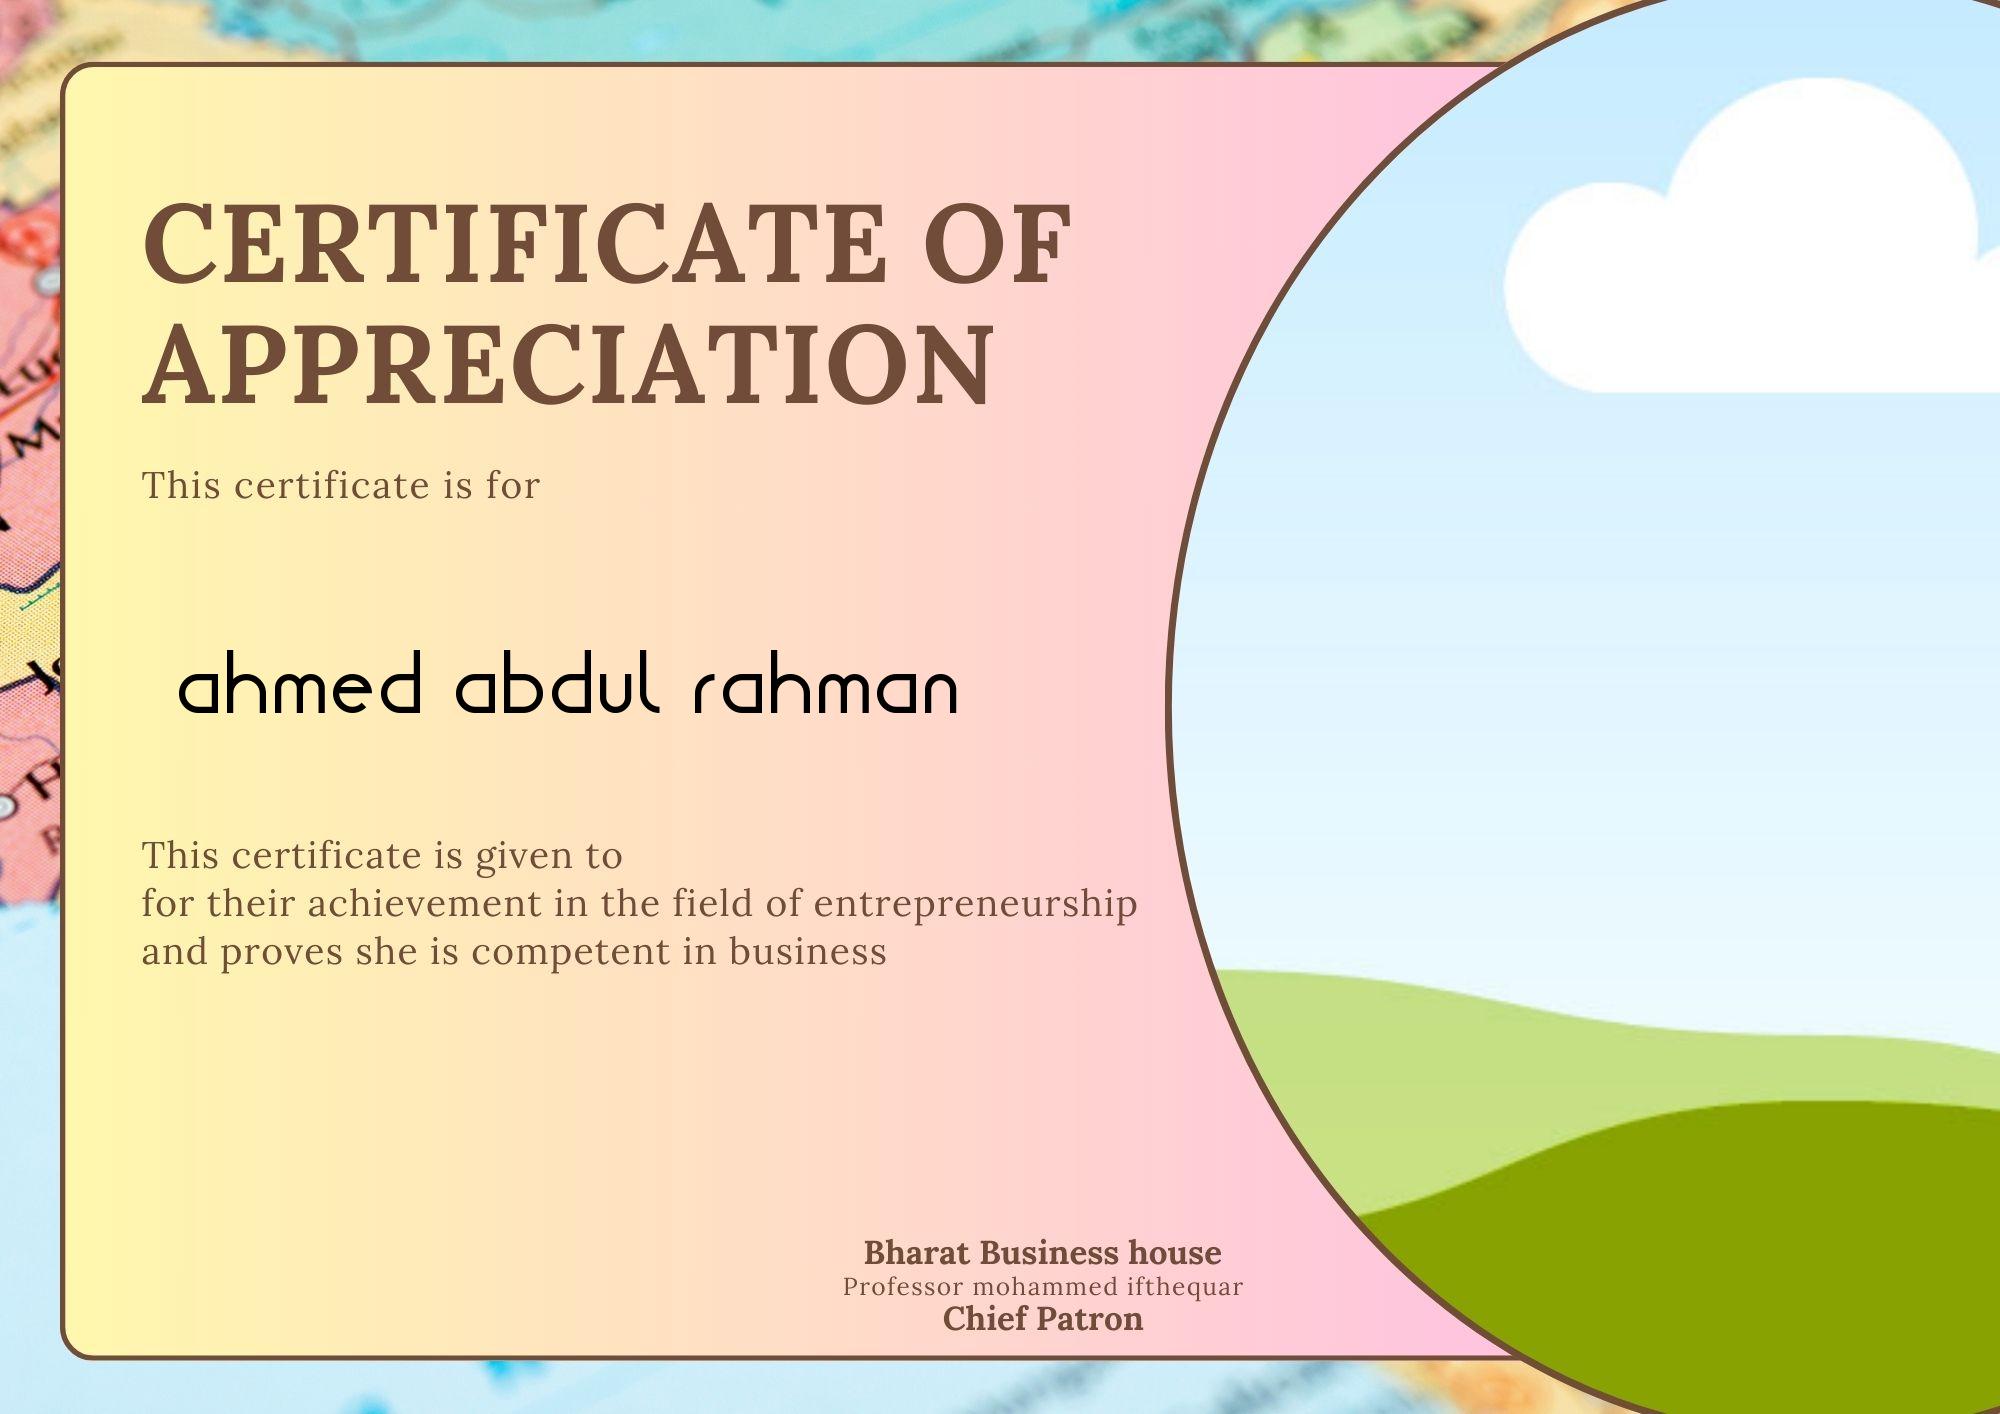 CERTIFICATE OF
APPRECIATION
This certificate is for
ahmed abdul rahman
This certificate is given to
for their achievement in the field of entrepreneurship
and proves she is competent in business
Bharat Business house
Professor mohammed ifthequar
Chief Patron